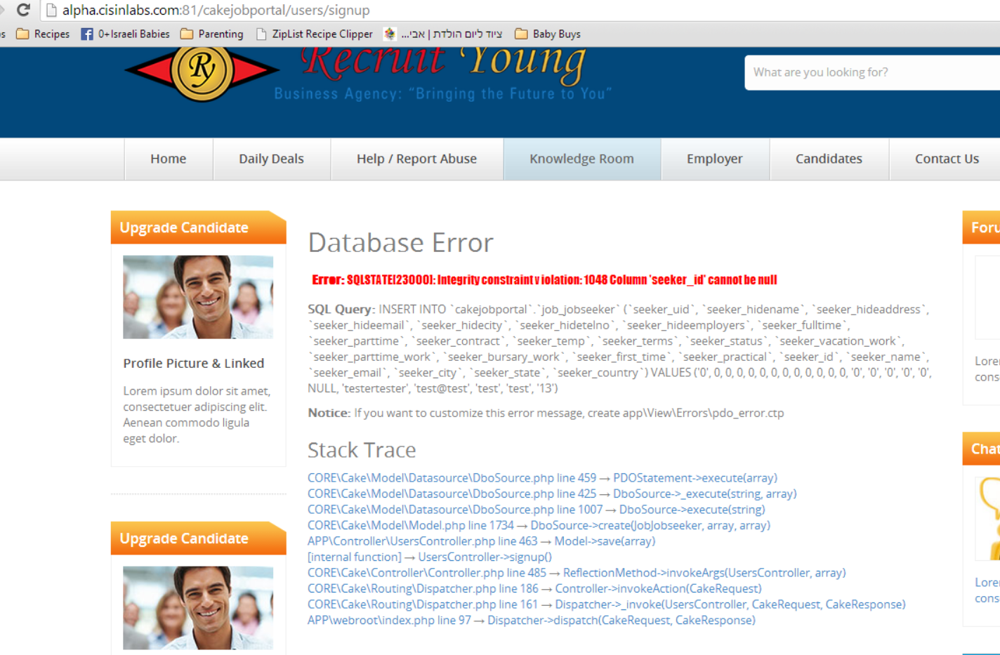 alpha.cisinlabs.com:81/cakejobportal/users/signup
Recipes 0+Israeli Babies Parenting ZipList Recipe Clipper ציוד ליום הולדת | אבי... Baby Buys
Ry Recruit Young
Business Agency: "Bringing the Future to You"
What are you looking for?
Home Daily Deals Help / Report Abuse Knowledge Room Employer Candidates Contact Us
Upgrade Candidate
Profile Picture & Linked
Lorem ipsum dolor sit amet,
consectetuer adipiscing elit.
Aenean commodo ligula
eget dolor.
Upgrade Candidate
Database Error
Error: SQLSTATE[23000]: Integrity constraint violation: 1048 Column 'seeker_id' cannot be null
SQL Query: INSERT INTO `cakejobportal`.`job_jobseeker` (`seeker_uid`, `seeker_hidename`, `seeker_hideaddress`,
`seeker_hideemail`, `seeker_hidecity`, `seeker_hidetelno`, `seeker_hideemployers`, `seeker_fulltime`,
`seeker_parttime`, `seeker_contract`, `seeker_temp`, `seeker_terms`, `seeker_status`, `seeker_vacation_work`,
`seeker_parttime_work`, `seeker_bursary_work`, `seeker_first_time`, `seeker_practical`, `seeker_id`, `seeker_name`,
`seeker_email`, `seeker_city`, `seeker_state`, `seeker_country`) VALUES ('0', 0, 0, 0, 0, 0, 0, 0, 0, 0, 0, 0, 0, '0', '0', '0', '0', '0',
NULL, 'testertester', 'test@test', 'test', 'test', '13')
Notice: If you want to customize this error message, create app\View\Errors\pdo_error.ctp
Stack Trace
CORE\Cake\Model\Datasource\DboSource.php line 459 → PDOStatement->execute(array)
CORE\Cake\Model\Datasource\DboSource.php line 425 → DboSource->_execute(string, array)
CORE\Cake\Model\Datasource\DboSource.php line 1007 → DboSource->execute(string)
CORE\Cake\Model\Model.php line 1734 → DboSource->create(JobJobseeker, array, array)
APP\Controller\UsersController.php line 463 → Model->save(array)
[internal function] → UsersController->signup()
CORE\Cake\Controller\Controller.php line 485 → ReflectionMethod->invokeArgs(UsersController, array)
CORE\Cake\Routing\Dispatcher.php line 186 → Controller->invokeAction(CakeRequest)
CORE\Cake\Routing\Dispatcher.php line 161 → Dispatcher->_invoke(UsersController, CakeRequest, CakeResponse)
APP\webroot\index.php line 97 → Dispatcher->dispatch(CakeRequest, CakeResponse)
Foru
Lorer
cons
Chat
Lorer
cons